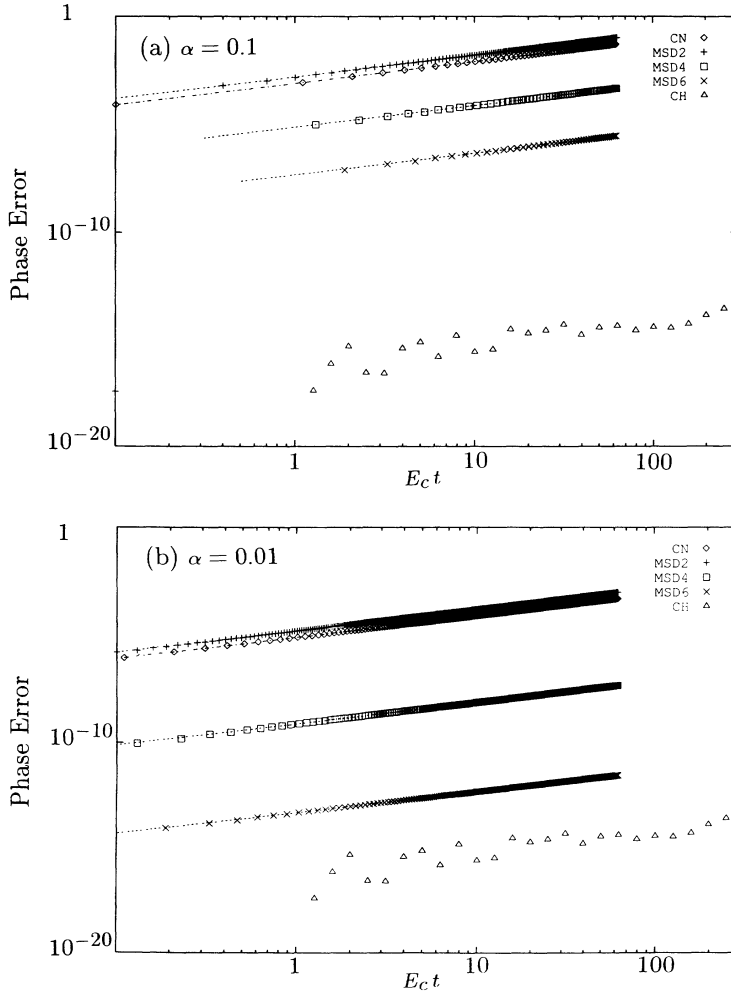 1
(a) α = 0.1
CN
MSD2
MSD4
MSD6
CH
Phase Error
10^{-10}
10^{-20}
1
10
100
E_c t
1
(b) α = 0.01
CN
MSD2
MSD4
MSD6
CH
Phase Error
10^{-10}
10^{-20}
1
10
100
E_c t